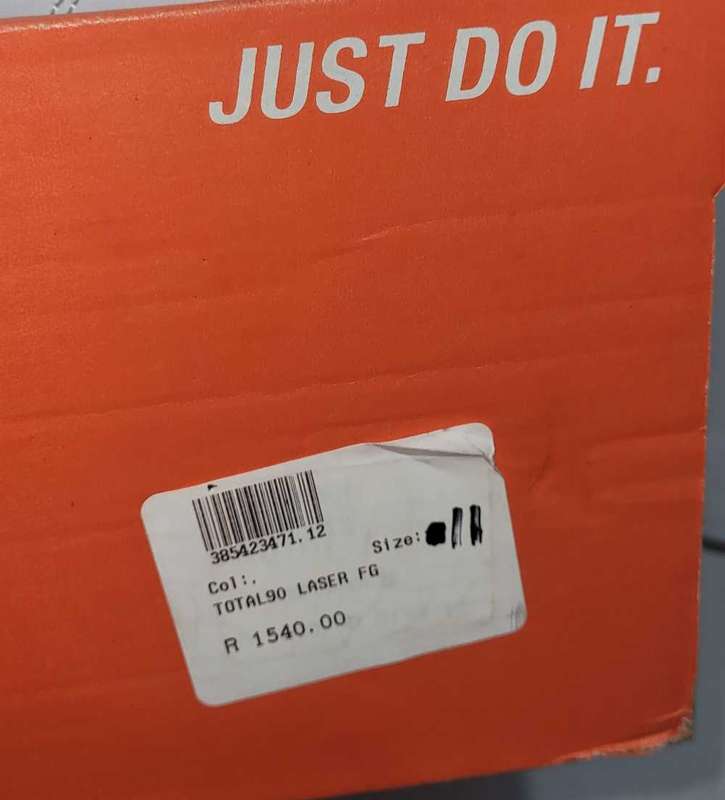 JUST DO IT.
385423471.12
Size:
Col:.
TOTAL90 LASER FG
R 1540.00